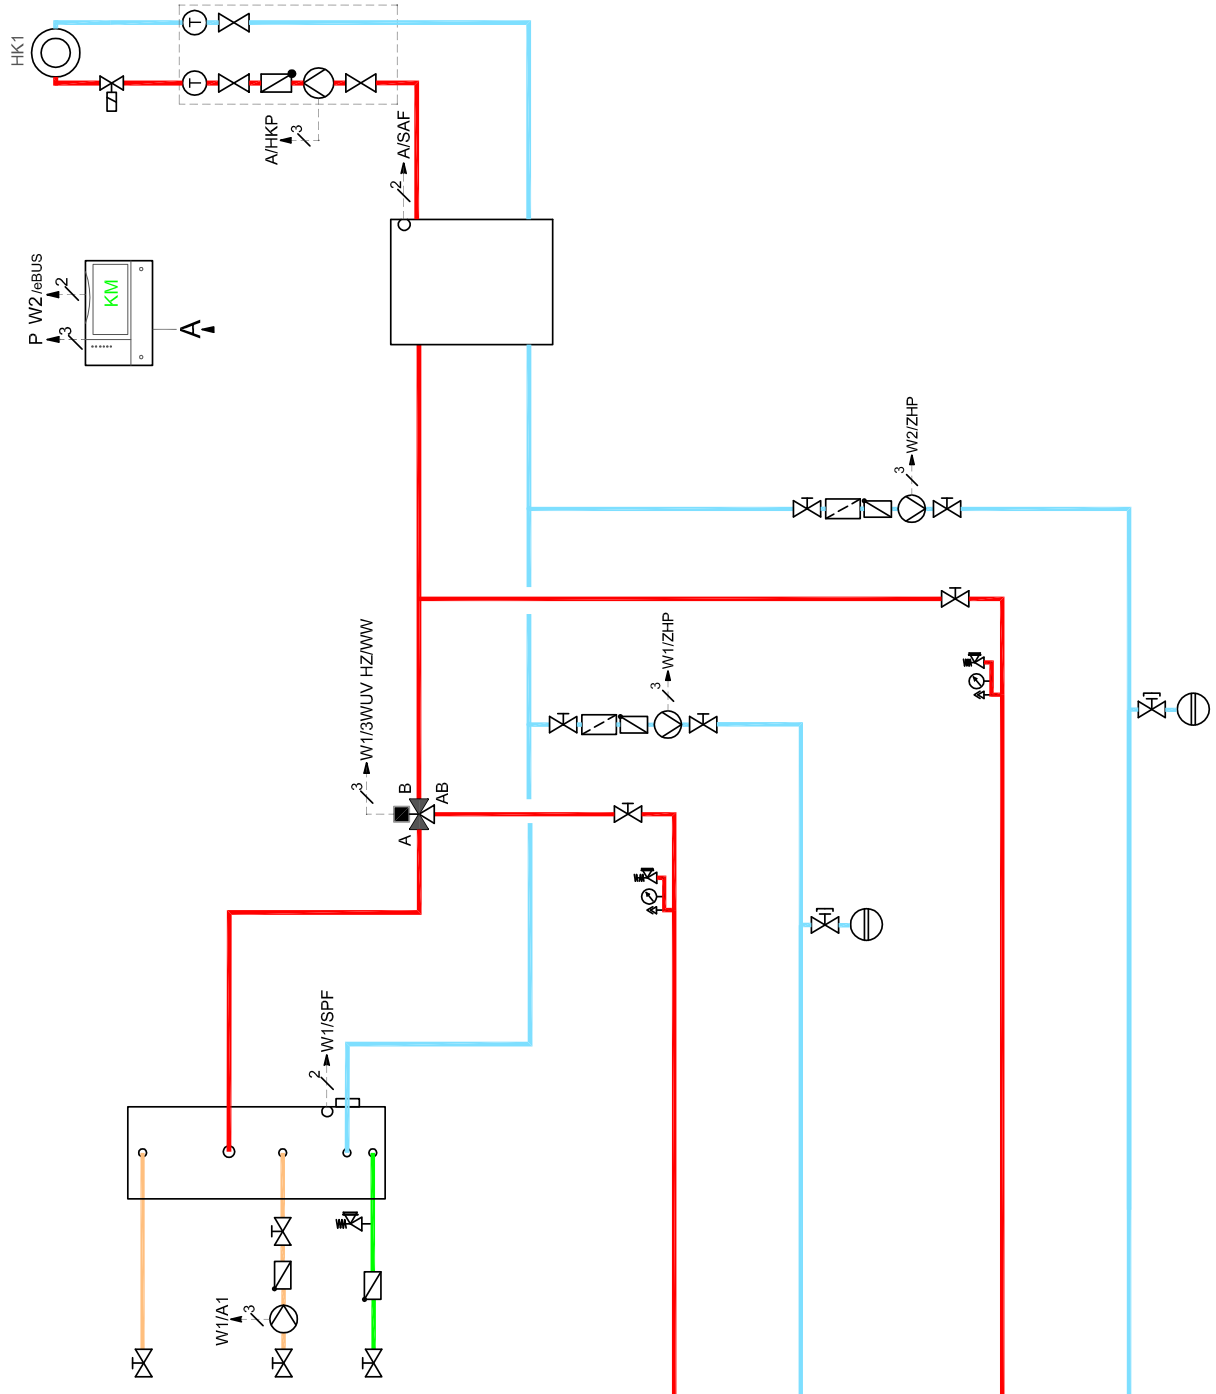 HK1
T
T
A/HKP
3
A/SAF
2
P
W2/eBUS
3
2
KM
A
W2/ZHP
3
W1/ZHP
3
W1/3WUV HZ/WW
3
B
AB
A
W1/SPF
2
W1/A1
3